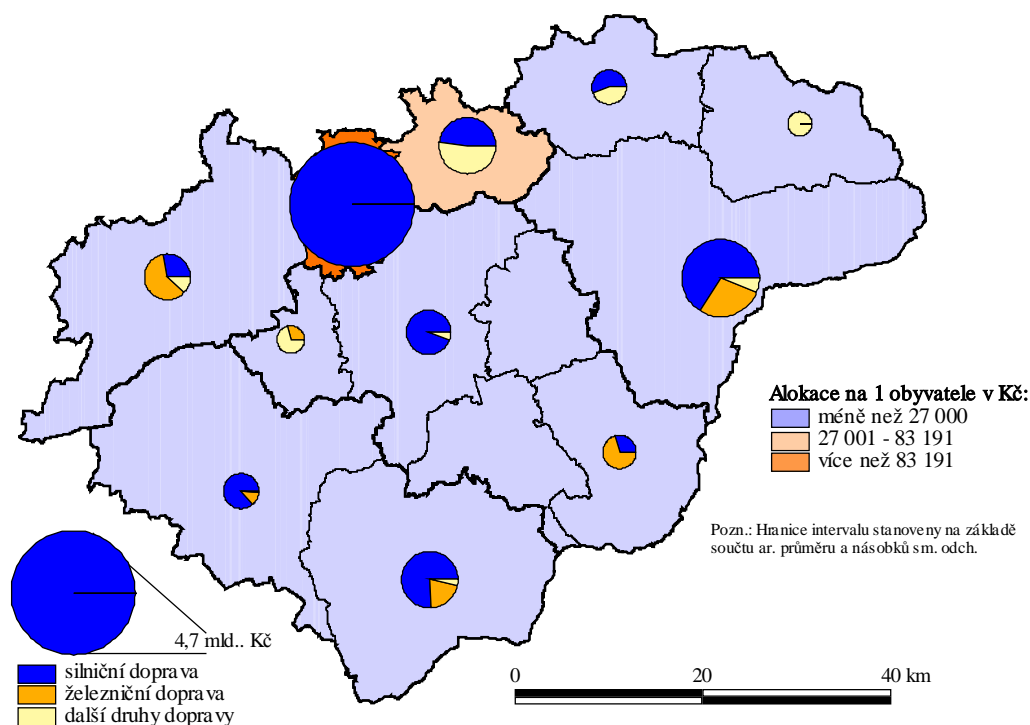 Alokace na 1 obyvatele v Kč:
méně než 27 000
27 001 - 83 191
více než 83 191
Pozn.: Hranice intervalu stanoveny na základě
součtu ar. průměru a násobků sm. odch.
4,7 mld.. Kč
silniční doprava
železniční doprava
další druhy dopravy
0 20 40 km